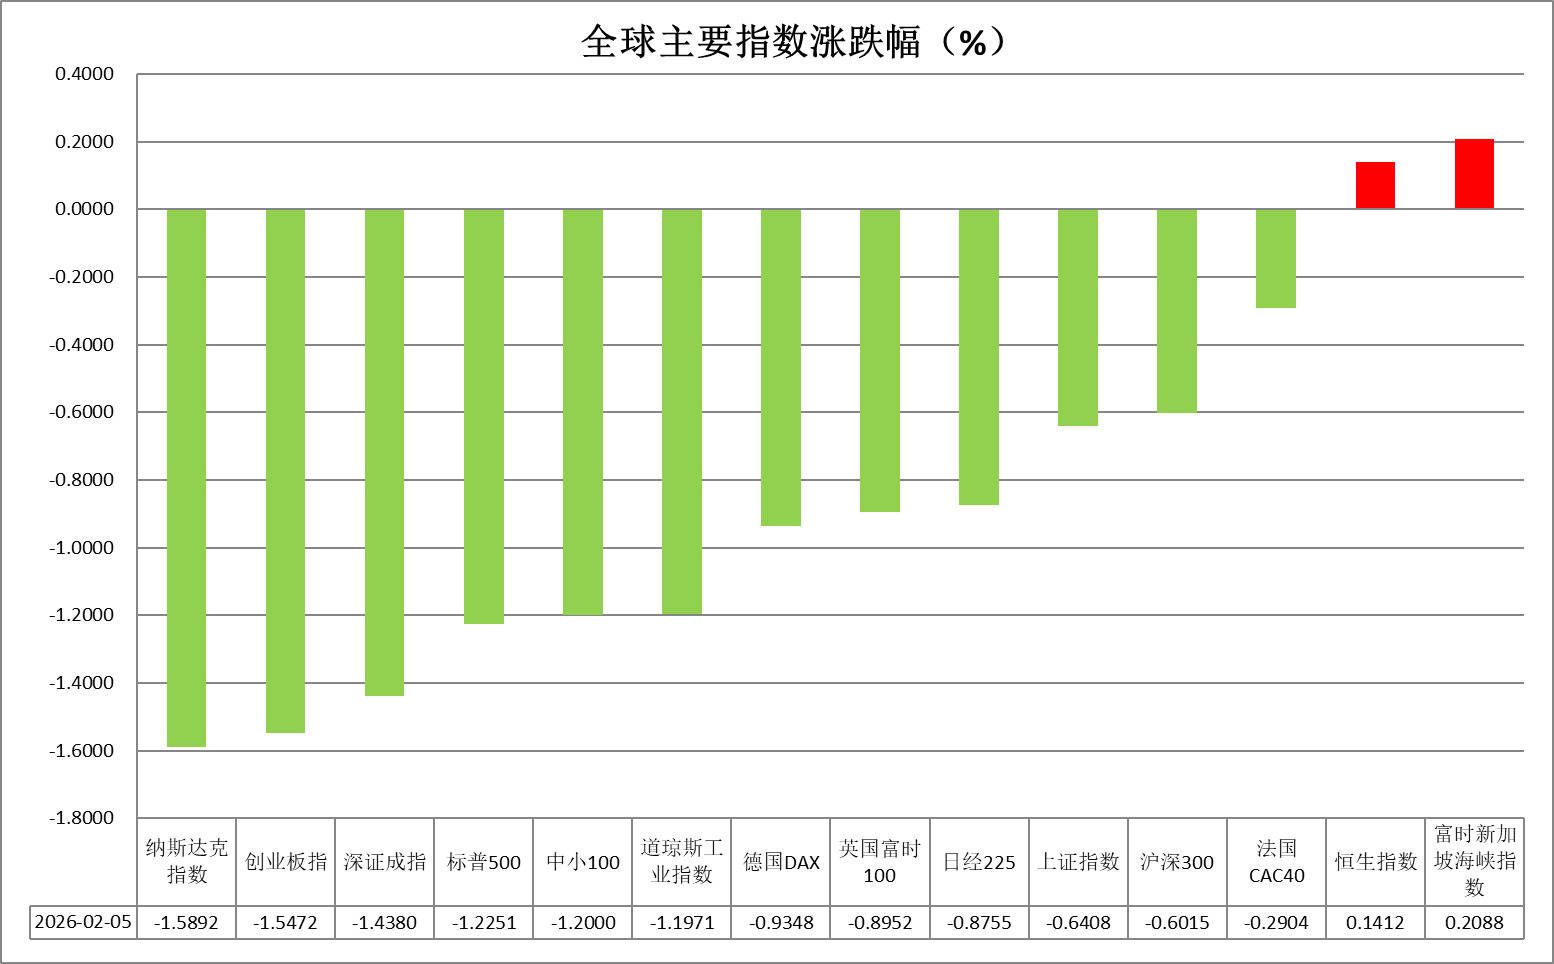 全球主要指数涨跌幅（%）
0.4000
0.2000
0.0000
-0.2000
-0.4000
-0.6000
-0.8000
-1.0000
-1.2000
-1.4000
-1.6000
-1.8000
纳斯达克
指数
创业板指
深证成指
标普500
中小100
道琼斯工
业指数
德国DAX
英国富时
100
日经225
上证指数
沪深300
法国
CAC40
恒生指数
富时新加
坡海峡指
数
2026-02-05 -1.5892 -1.5472 -1.4380 -1.2251 -1.2000 -1.1971 -0.9348 -0.8952 -0.8755 -0.6408 -0.6015 -0.2904 0.1412 0.2088